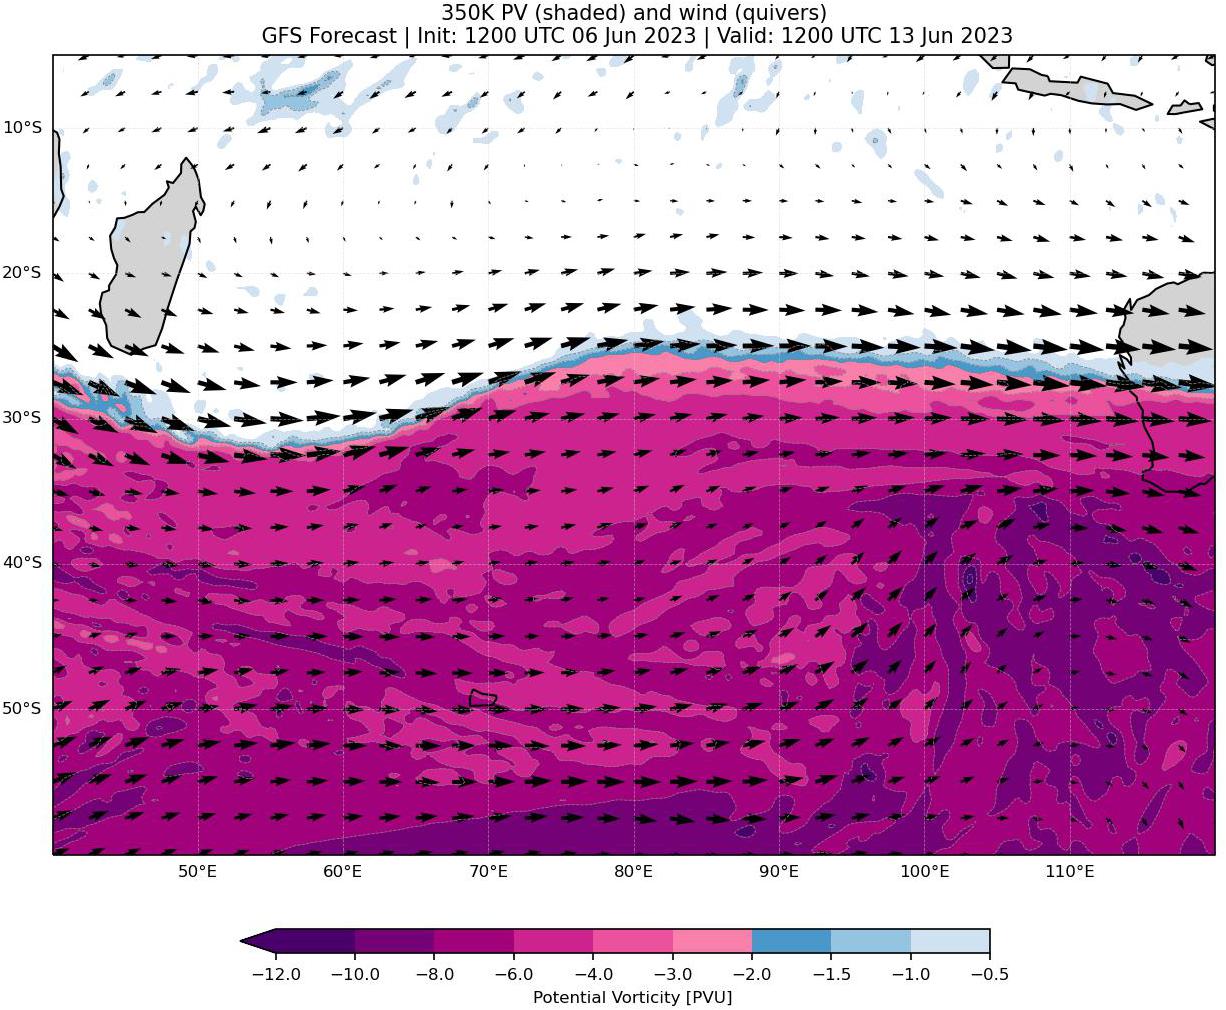 350K PV (shaded) and wind (quivers)
GFS Forecast | Init: 1200 UTC 06 Jun 2023 | Valid: 1200 UTC 13 Jun 2023
10°S
20°S
30°S
40°S
50°S
50°E 60°E 70°E 80°E 90°E 100°E 110°E
−12.0 −10.0 −8.0 −6.0 −4.0 −3.0 −2.0 −1.5 −1.0 −0.5
Potential Vorticity [PVU]